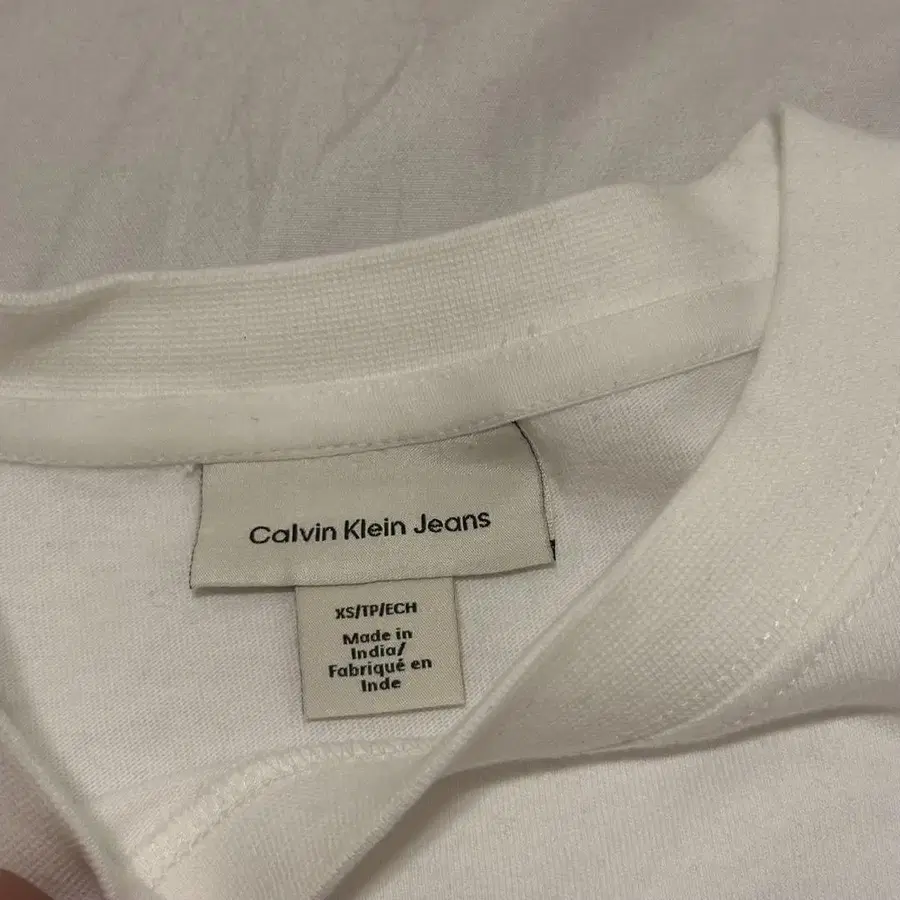 Calvin Klein Jeans
XS/TP/ECH
Made in
India/
Fabriqué en
Inde